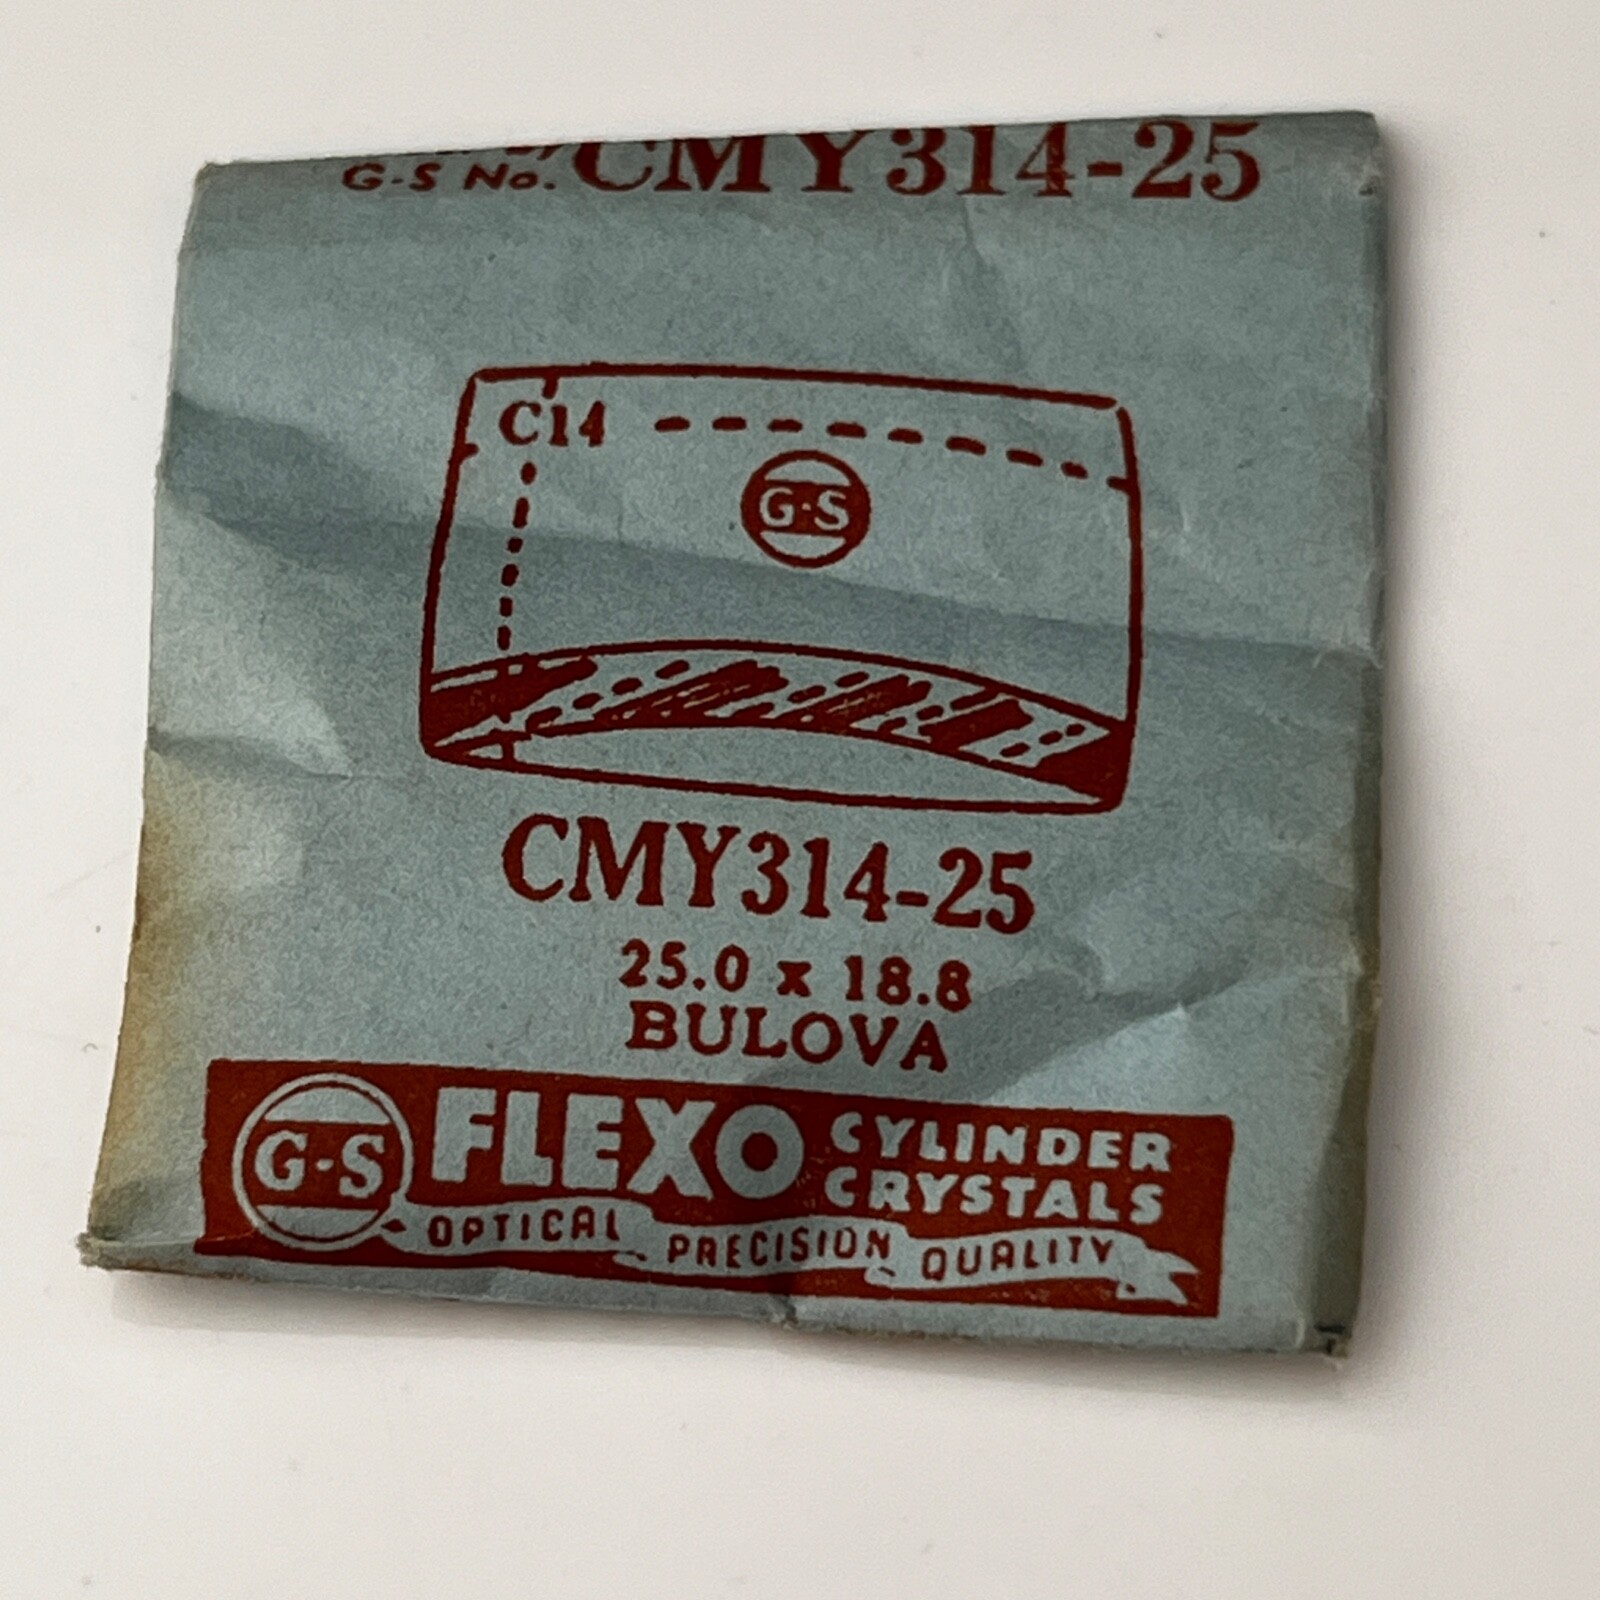 G-S No. CMY314-25
C14
G·S
CMY314-25
25.0 x 18.8
BULOVA
G-S FLEXO CYLINDER
CRYSTALS
OPTICAL PRECISION QUALITY